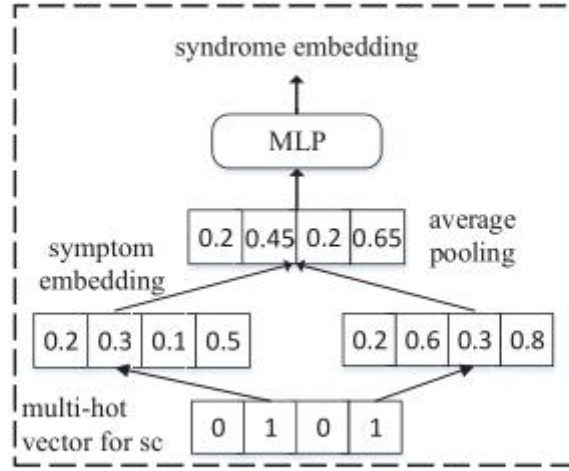 syndrome embedding
MLP
0.2 0.45 0.2 0.65
average
pooling
symptom
embedding
0.2 0.3 0.1 0.5
0.2 0.6 0.3 0.8
multi-hot
vector for sc
0 1 0 1